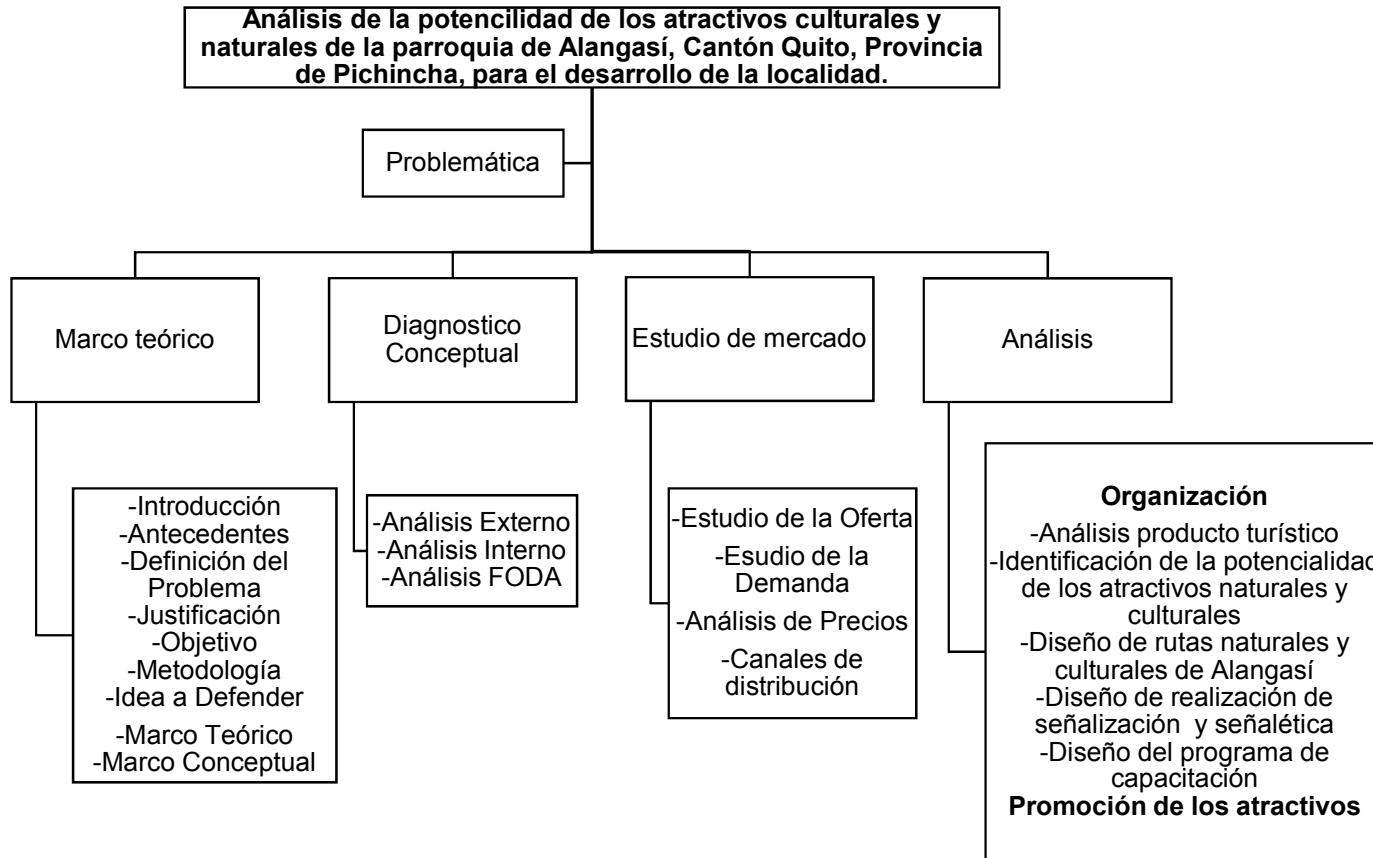 Análisis de la potencilidad de los atractivos culturales y
naturales de la parroquia de Alangasí, Cantón Quito, Provincia
de Pichincha, para el desarrollo de la localidad.
Problemática
Marco teórico
Diagnostico
Conceptual
Estudio de mercado
Análisis
-Introducción
-Antecedentes
-Definición del
Problema
-Justificación
-Objetivo
-Metodología
-Idea a Defender
-Marco Teórico
-Marco Conceptual
-Análisis Externo
-Análisis Interno
-Análisis FODA
-Estudio de la Oferta
-Esudio de la
Demanda
-Análisis de Precios
-Canales de
distribución
Organización
-Análisis producto turístico
-Identificación de la potencialidad
de los atractivos naturales y
culturales
-Diseño de rutas naturales y
culturales de Alangasí
-Diseño de realización de
señalización y señalética
-Diseño del programa de
capacitación
Promoción de los atractivos